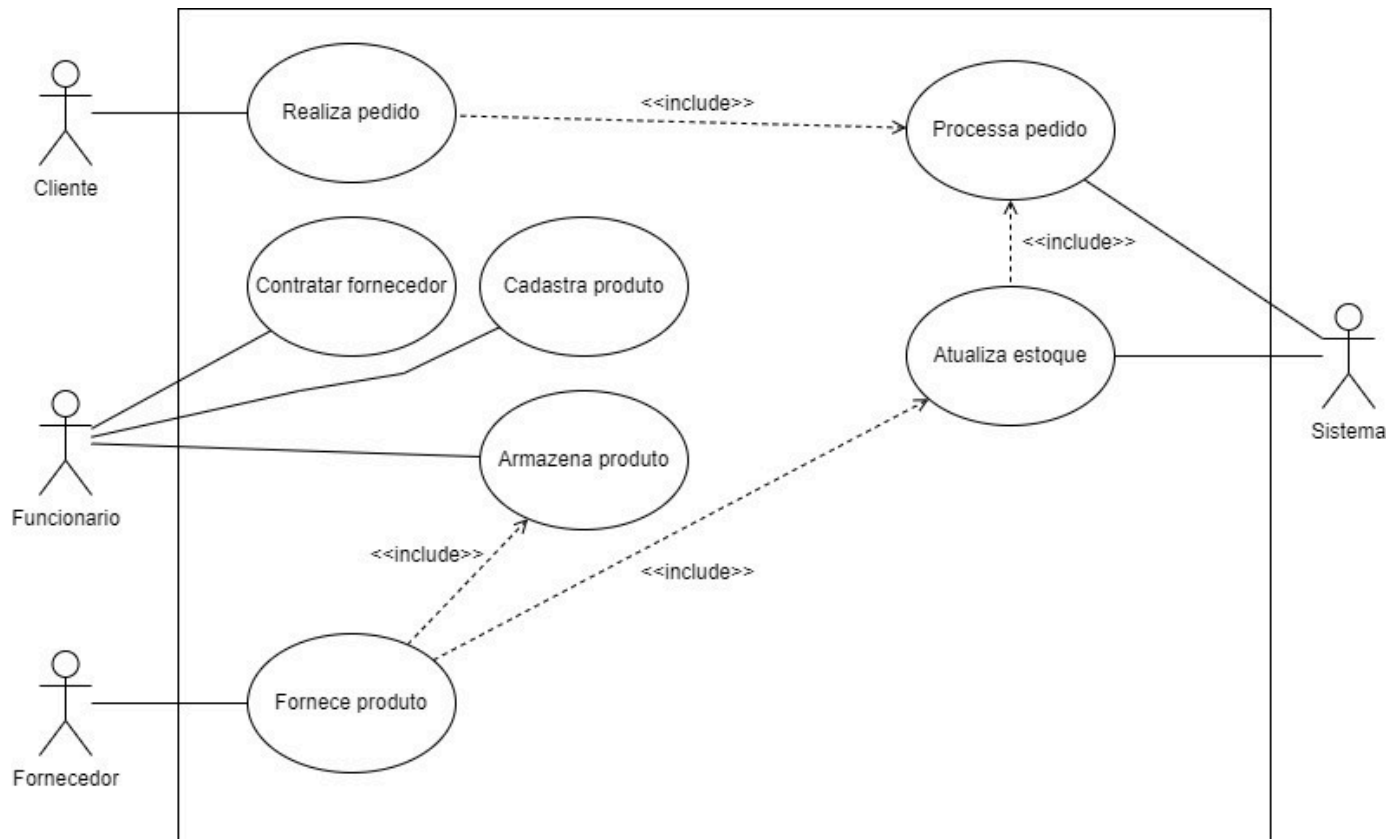 Realiza pedido
<<include>>
Processa pedido
Cliente
Contratar fornecedor
Cadastra produto
<<include>>
Atualiza estoque
Sistema
Armazena produto
Funcionario
<<include>>
<<include>>
Fornece produto
Fornecedor